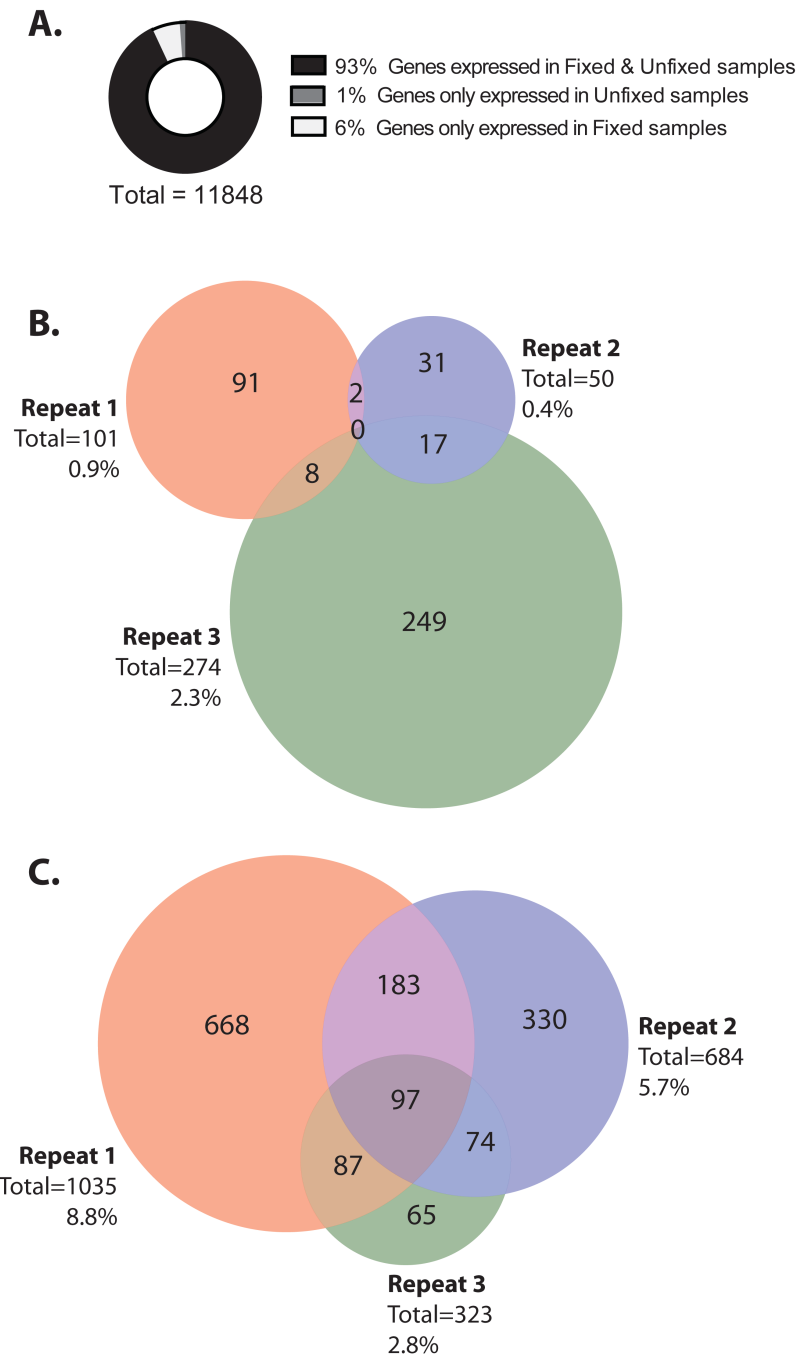 A.
93% Genes expressed in Fixed & Unfixed samples
1% Genes only expressed in Unfixed samples
6% Genes only expressed in Fixed samples
Total = 11848
B.
91
2
0
8
31
17
249
Repeat 1
Total=101
0.9%
Repeat 2
Total=50
0.4%
Repeat 3
Total=274
2.3%
C.
668
183
330
97
87
74
65
Repeat 1
Total=1035
8.8%
Repeat 2
Total=684
5.7%
Repeat 3
Total=323
2.8%